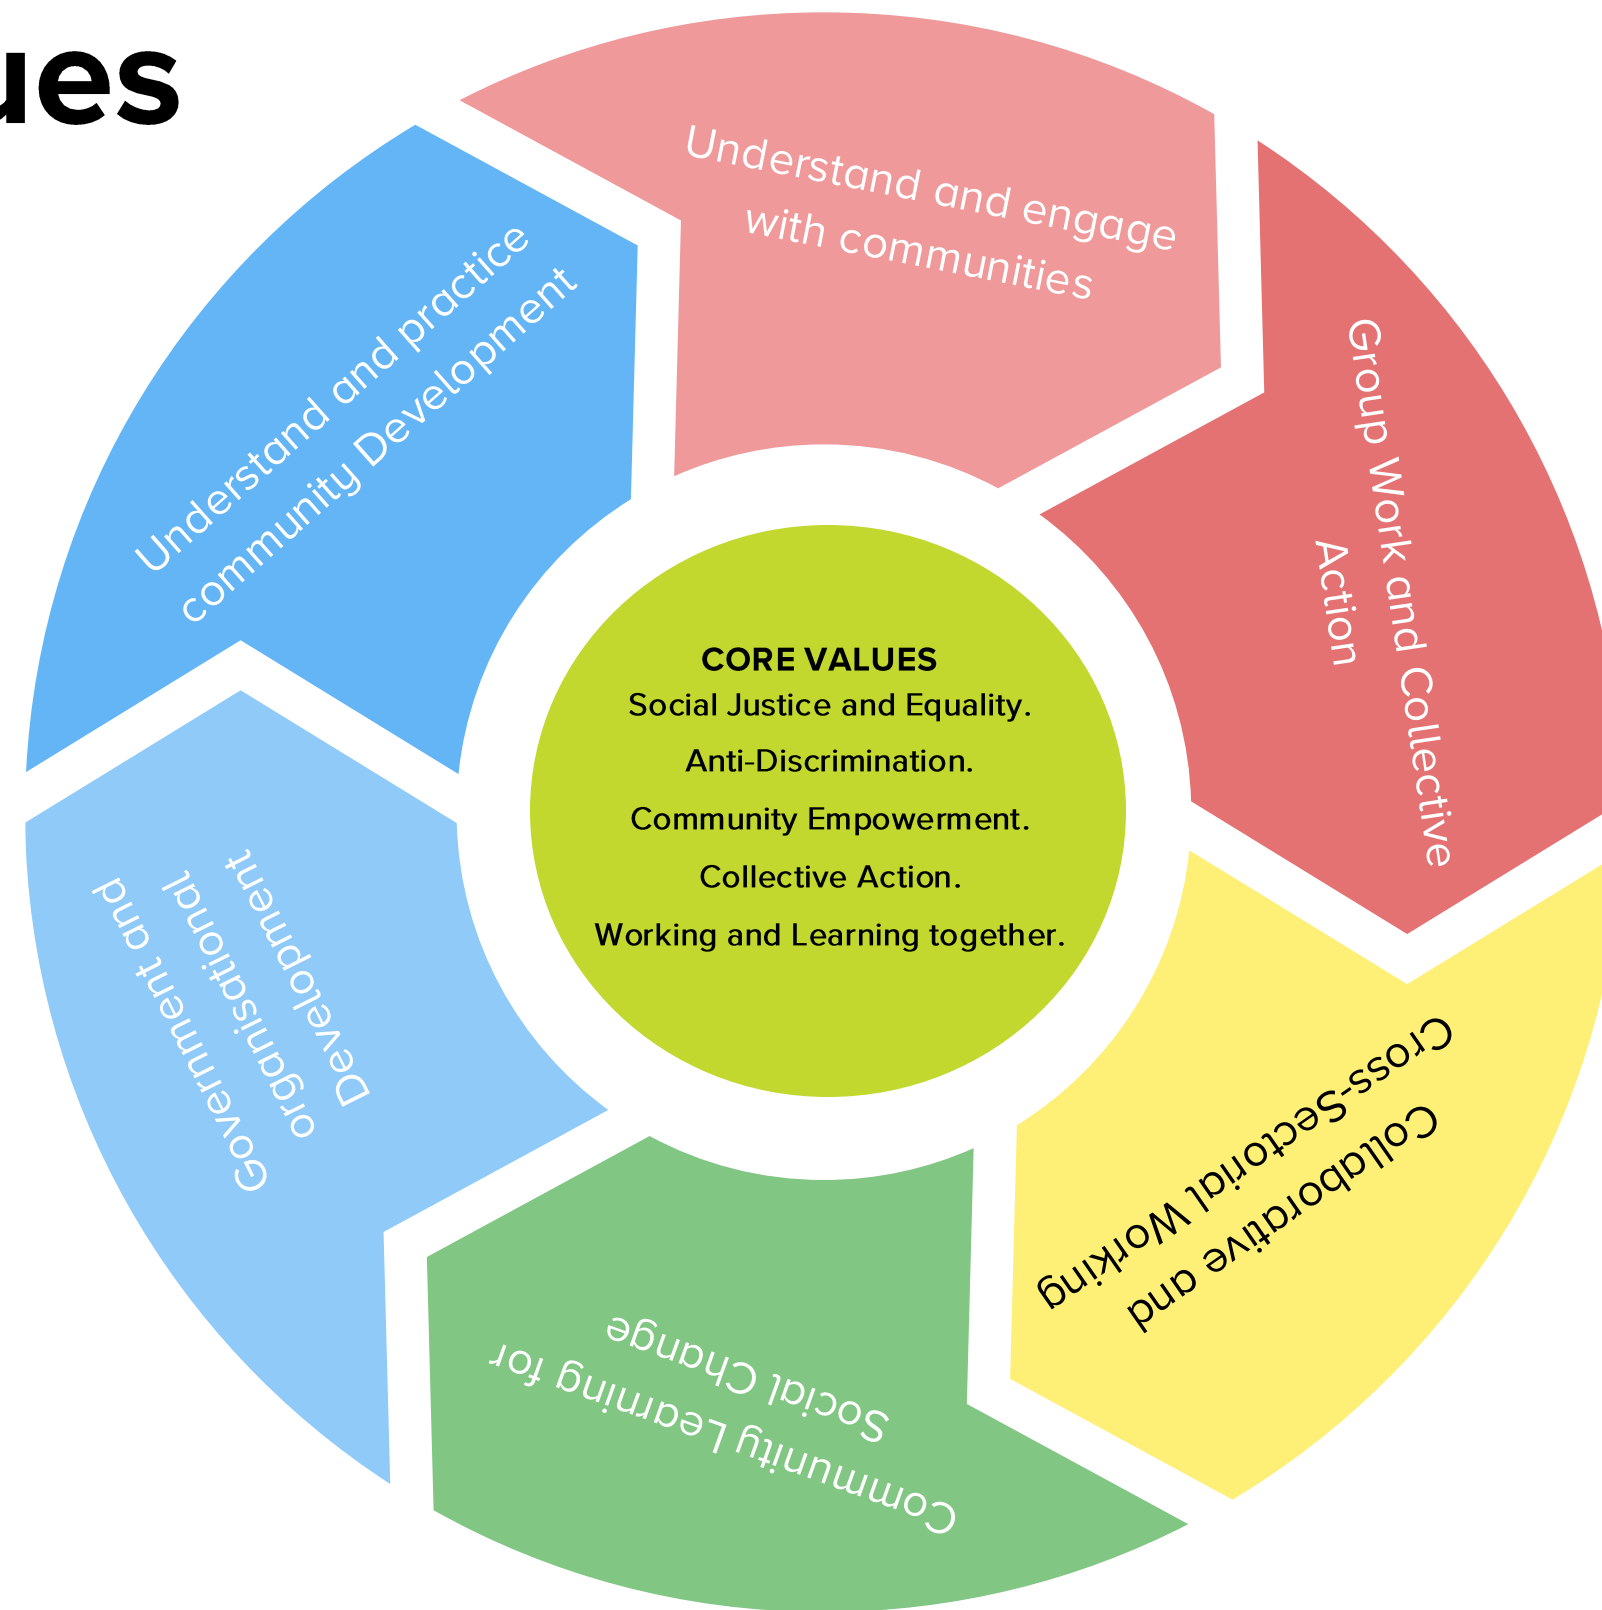 ues
Understand and engage
with communities
Group Work and Collective
Action
Collaborative and
Cross-Sectorial Working
Community Learning for
Social Change
Government and
organisational
Development
Understand and practice
community Development
CORE VALUES
Social Justice and Equality.
Anti-Discrimination.
Community Empowerment.
Collective Action.
Working and Learning together.